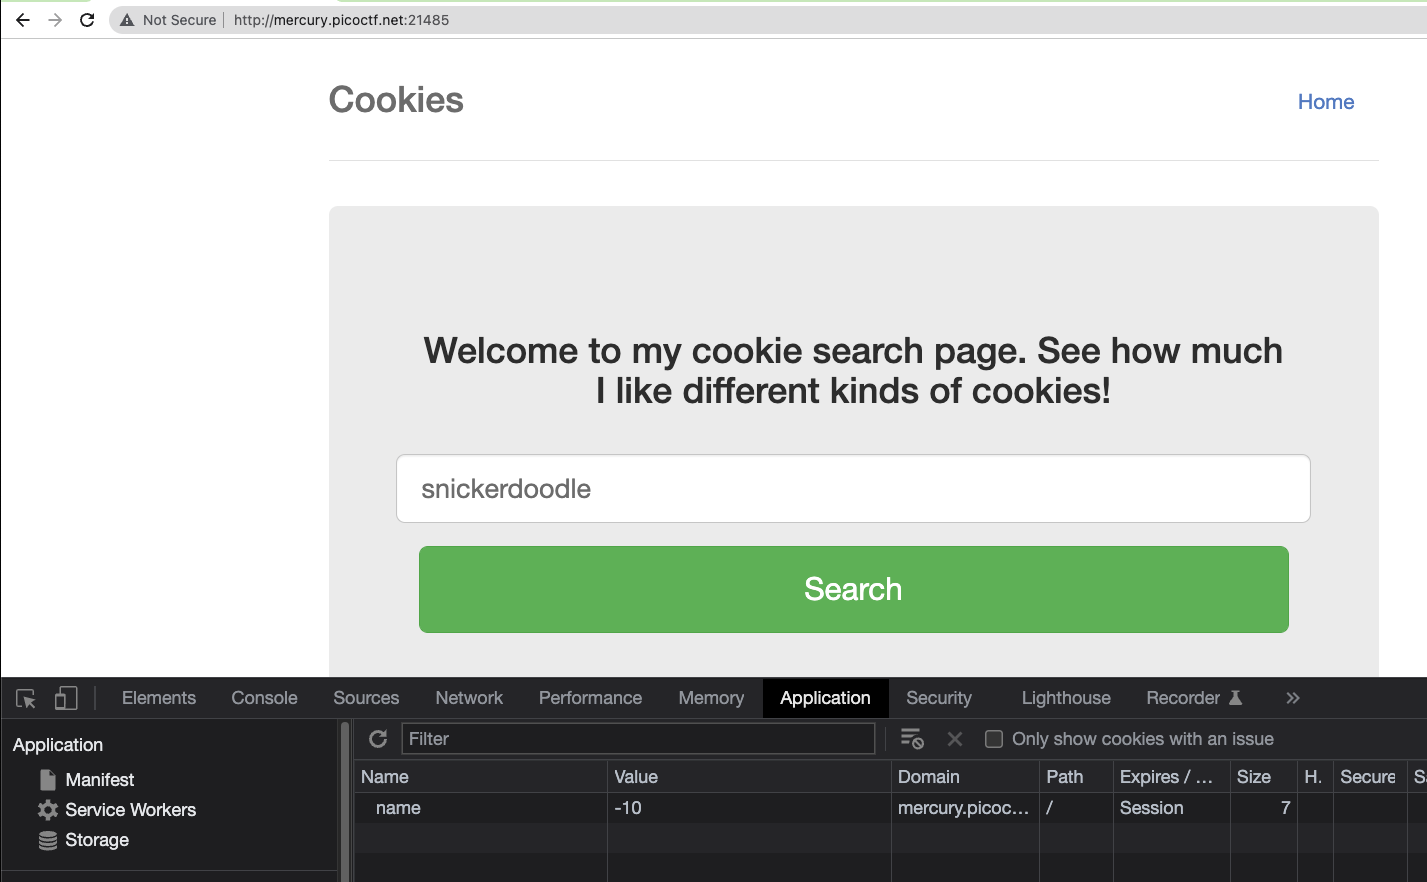 Not Secure http://mercury.picoctf.net:21485
Cookies Home
Welcome to my cookie search page. See how much
I like different kinds of cookies!
snickerdoodle
Search
Elements Console Sources Network Performance Memory Application Security Lighthouse Recorder
Application
Manifest
Service Workers
Storage
Filter Only show cookies with an issue
Name Value Domain Path Expires / ... Size H. Secure S
name -10 mercury.picoc... / Session 7